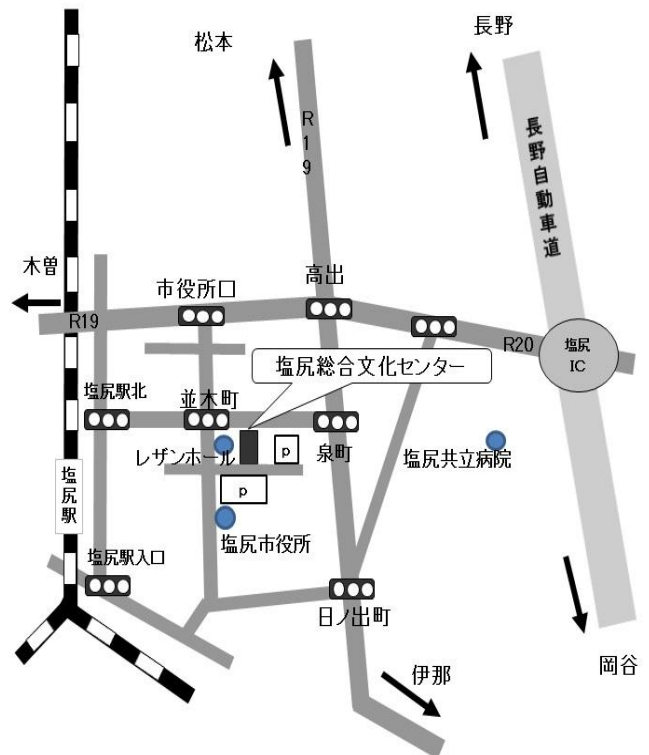 長野
松本
長野自動車道
R19
木曽
高出
市役所口
R19
R20
塩尻
IC
塩尻総合文化センター
塩尻駅北
並木町
レザンホール
p
泉町
塩尻共立病院
塩尻駅
p
塩尻市役所
塩尻駅入口
日ノ出町
伊那
岡谷